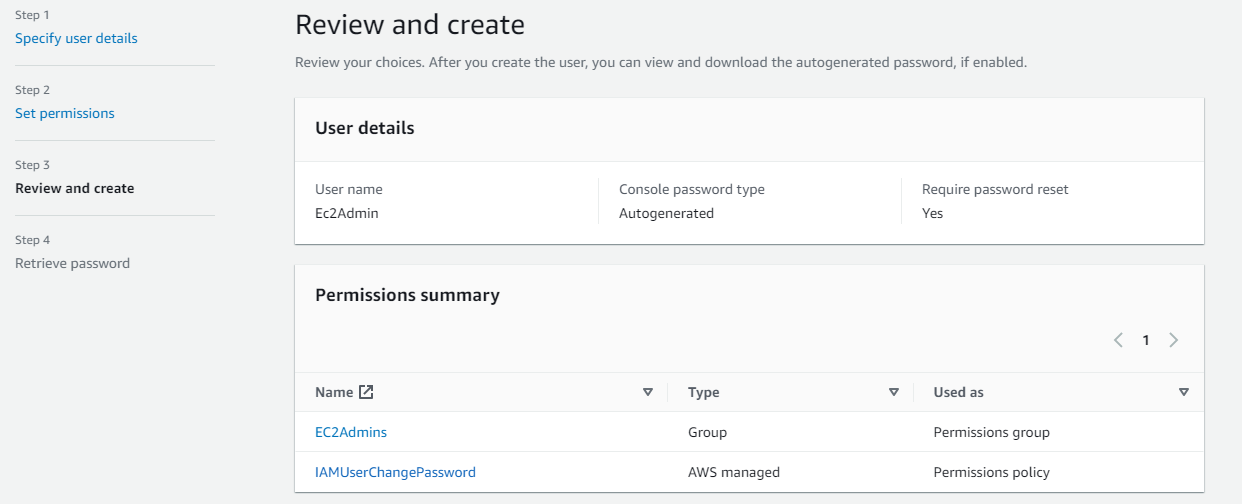 Step 1
Specify user details
Step 2
Set permissions
Step 3
Review and create
Step 4
Retrieve password
Review and create
Review your choices. After you create the user, you can view and download the autogenerated password, if enabled.
User details
User name
Ec2Admin
Console password type
Autogenerated
Require password reset
Yes
Permissions summary
1
Name Type Used as
EC2Admins Group Permissions group
IAMUserChangePassword AWS managed Permissions policy